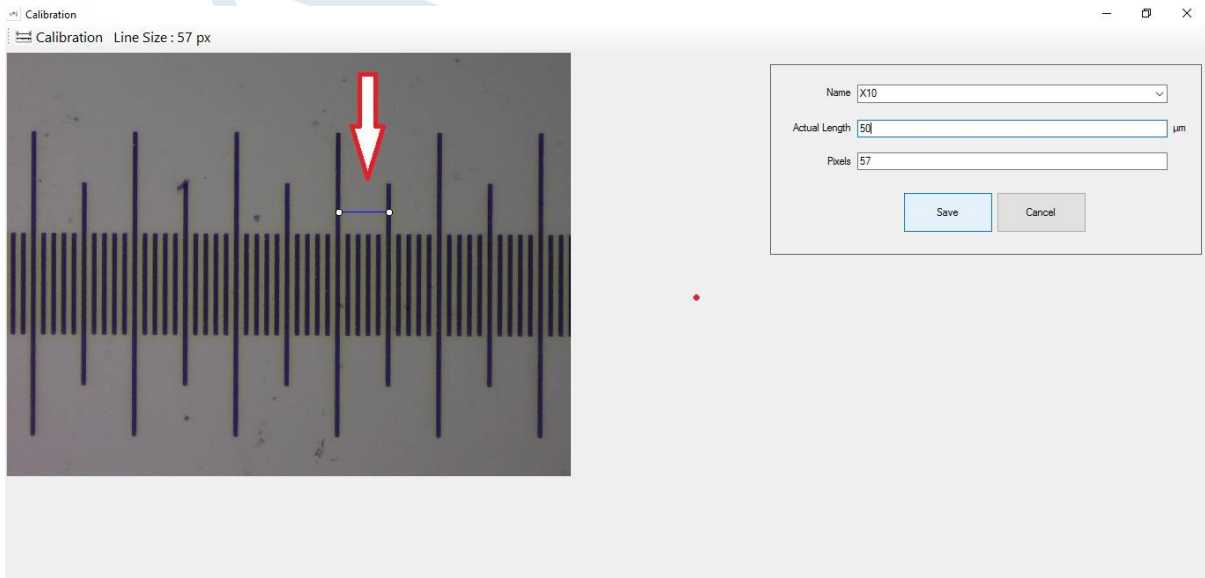 Calibration
Calibration Line Size : 57 px
Name X10
Actual Length 50 µm
Pixels 57
Save Cancel